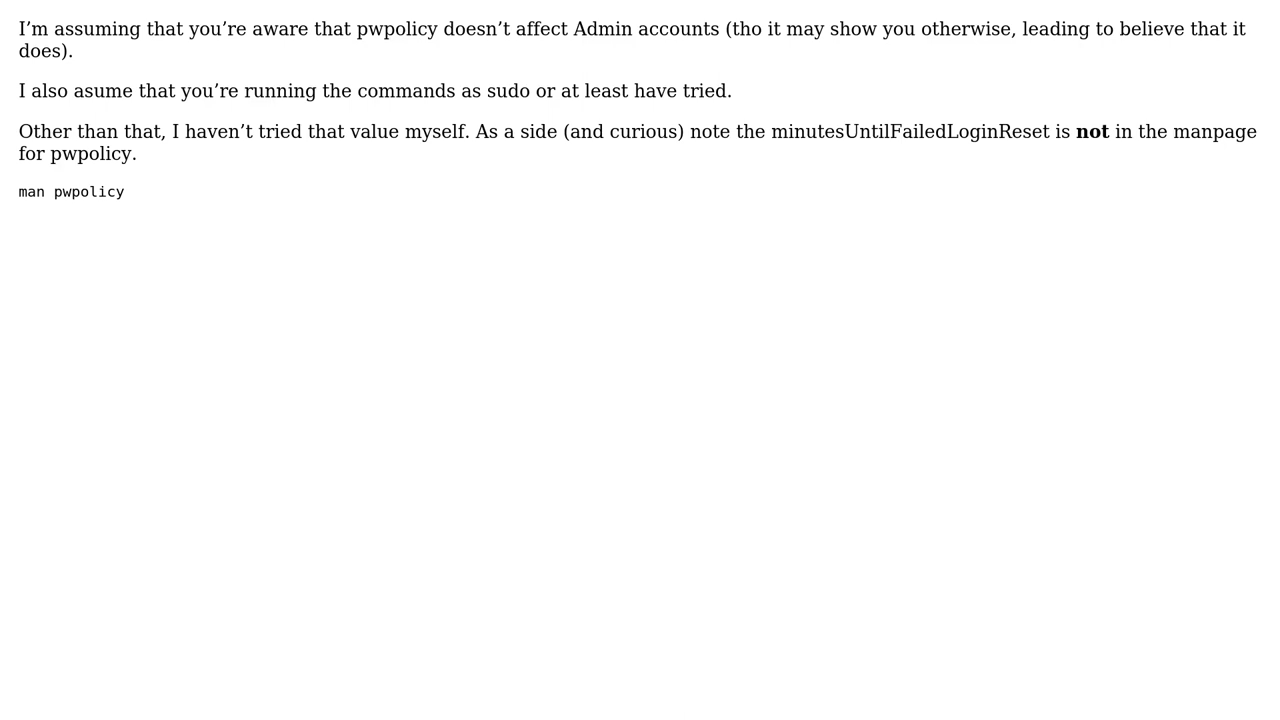 I’m assuming that you’re aware that pwpolicy doesn’t affect Admin accounts (tho it may show you otherwise, leading to believe that it
does).
I also asume that you’re running the commands as sudo or at least have tried.
Other than that, I haven’t tried that value myself. As a side (and curious) note the minutesUntilFailedLoginReset is not in the manpage
for pwpolicy.
man pwpolicy